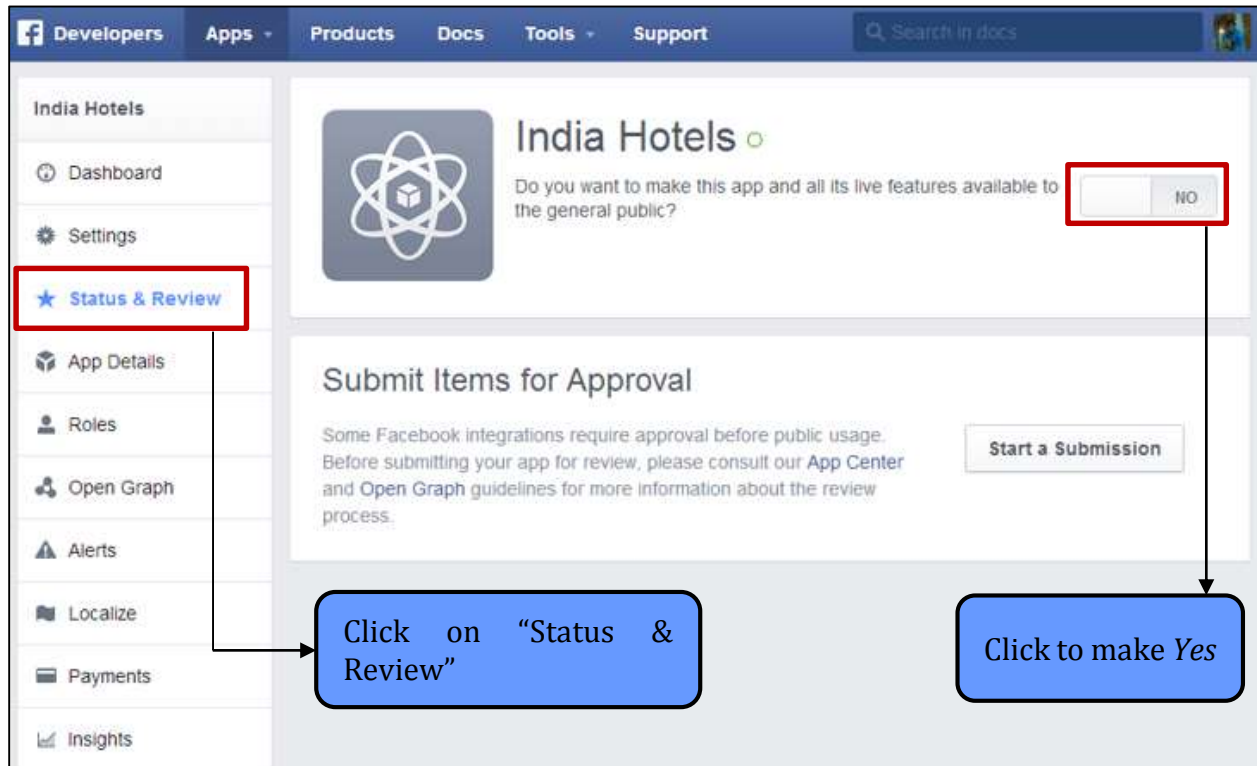 f Developers Apps Products Docs Tools Support Search in docs
India Hotels
Dashboard
Settings
Status & Review
App Details
Roles
Open Graph
Alerts
Localize
Payments
Insights
India Hotels
Do you want to make this app and all its live features available to
the general public?
NO
Submit Items for Approval
Some Facebook integrations require approval before public usage.
Before submitting your app for review, please consult our App Center
and Open Graph guidelines for more information about the review
process.
Start a Submission
Click on “Status &
Review”
Click to make Yes